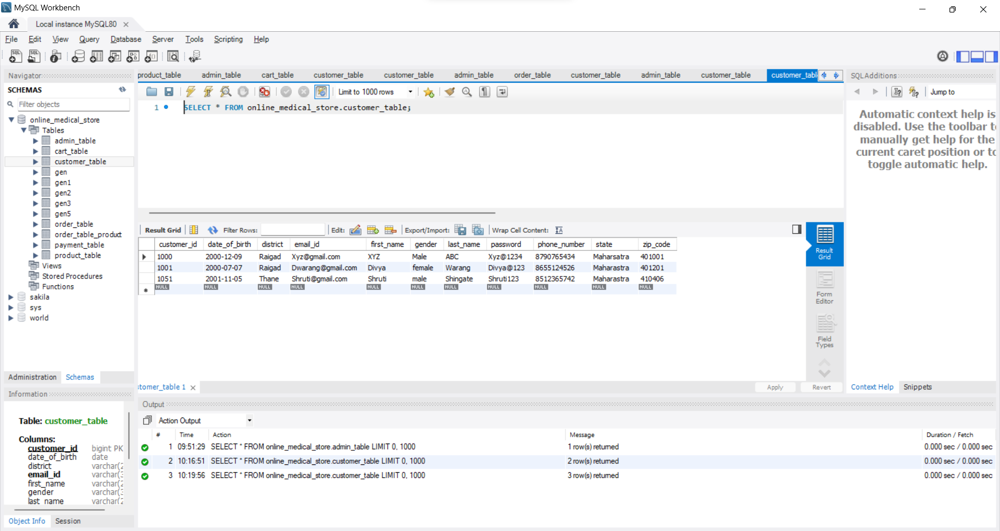 MySQL Workbench
Local instance MySQL80
File Edit View Query Database Server Tools Scripting Help
Navigator
SCHEMAS
Filter objects
online_medical_store
Tables
admin_table
cart_table
customer_table
gen
gen1
gen2
gen3
gen5
order_table
order_table_product
payment_table
product_table
Views
Stored Procedures
Functions
sakila
sys
world
Administration Schemas
Information
Table: customer_table
Columns:
customer_id bigint PK
date_of_birth date
district varchar(2
email_id varchar(3
first_name varchar(2
gender varchar(3
last_name varchar(2
Object Info Session
product_table admin_table cart_table customer_table customer_table admin_table order_table customer_table admin_table customer_table customer_tabl
Limit to 1000 rows
1 SELECT * FROM online_medical_store.customer_table;
Result Grid Filter Rows: Edit: Export/Import: Wrap Cell Content:
customer_id date_of_birth district email_id first_name gender last_name password phone_number state zip_code
1000 2000-12-09 Raigad Xyz@gmail.com XYZ Male ABC Xyz@1234 8790765434 Maharsatra 401001
1001 2000-07-07 Raigad Dwarang@gmail.com Divya female Warang Divya@123 8655124526 Maharastra 401201
1051 2001-11-05 Thane Shruti@gmail.com Shruti male Shingate Shruti123 8512365742 Maharastra 410406
NULL NULL NULL NULL NULL NULL NULL NULL NULL NULL NULL
Result
Grid
Form
Editor
Field
Types
stomer_table 1
Apply Revert
SQLAdditions
Jump to
Automatic context help is
disabled. Use the toolbar to
manually get help for the
current caret position or to
toggle automatic help.
Context Help Snippets
Output
Action Output
# Time Action Message Duration / Fetch
1 09:51:29 SELECT * FROM online_medical_store.admin_table LIMIT 0, 1000 1 row(s) returned 0.000 sec / 0.000 sec
2 10:16:51 SELECT * FROM online_medical_store.customer_table LIMIT 0, 1000 2 row(s) returned 0.000 sec / 0.000 sec
3 10:19:56 SELECT * FROM online_medical_store.customer_table LIMIT 0, 1000 3 row(s) returned 0.000 sec / 0.000 sec